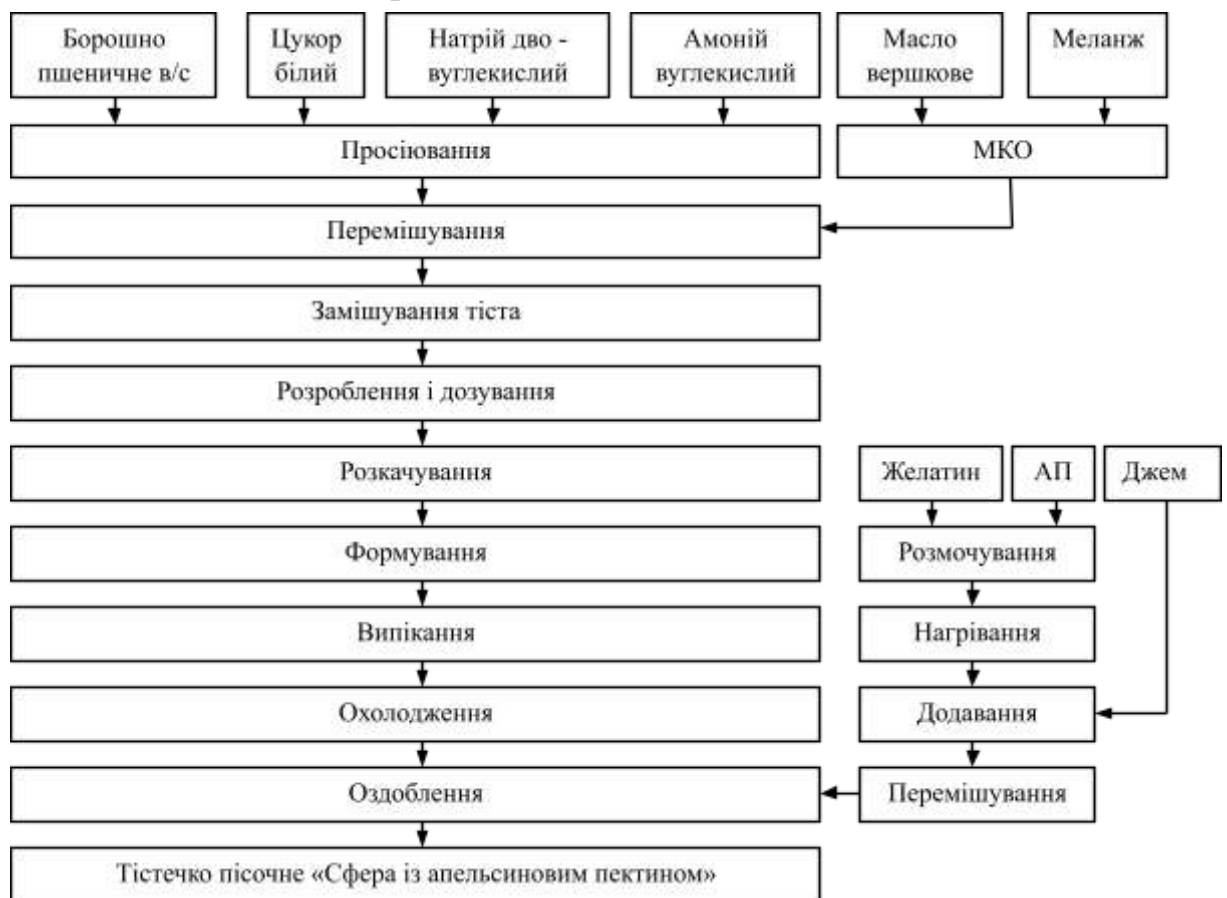 Борошно
пшеничне в/с
Цукор
білий
Натрій дво -
вуглекислий
Амоній
вуглекислий
Масло
вершкове
Меланж
Просіювання
МКО
Перемішування
Замішування тіста
Розроблення і дозування
Розкачування
Желатин
АП
Джем
Формування
Розмочування
Випікання
Нагрівання
Охолодження
Додавання
Оздоблення
Перемішування
Тістечко пісочне «Сфера із апельсиновим пектином»